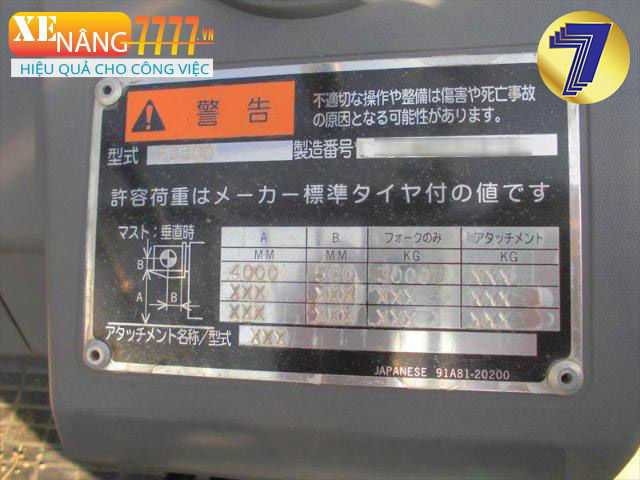 XE NÂNG7777.VN
HIỆU QUẢ CHO CÔNG VIỆC
7
警告
不適切な操作や整備は傷害や死亡事故
の原因となる可能性があります。
型式
製造番号
許容荷重はメーカー標準タイヤ付の値です
マスト:垂直時
A B フォークのみ アタッチメント
MM MM KG KG
4000 500 3000
XXX XXX XXX XXX
XXX XXX XXX XXX
B
A
B
アタッチメント名称/型式 XXX
JAPANESE 91A81-20200